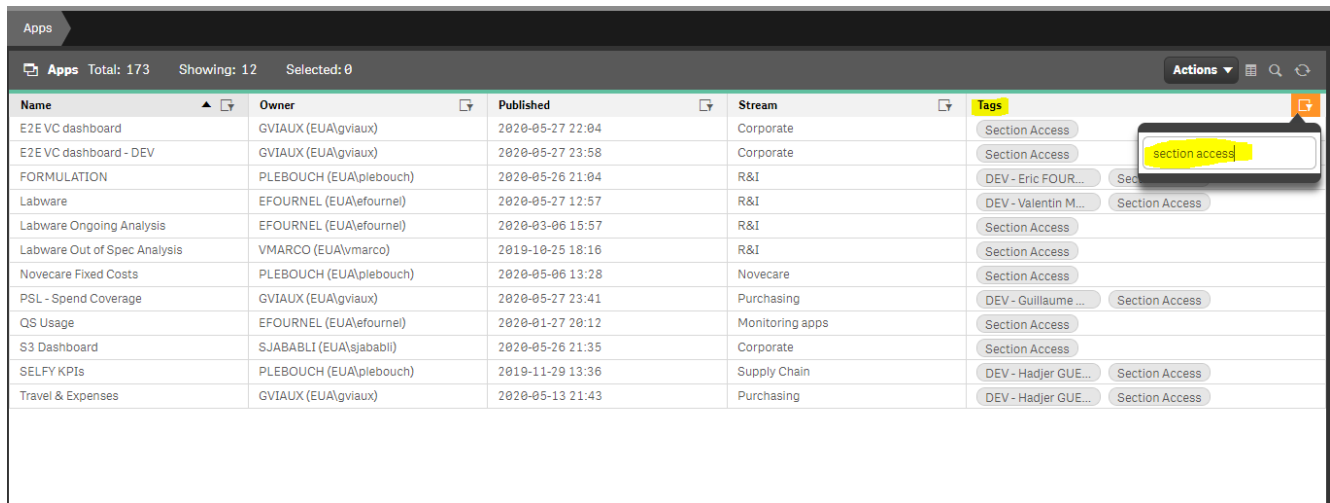 Apps
Apps Total: 173 Showing: 12 Selected: 0 Actions
Name Owner Published Stream Tags
E2E VC dashboard GVIAUX (EUA\gviaux) 2020-05-27 22:04 Corporate Section Access
section access
E2E VC dashboard - DEV GVIAUX (EUA\gviaux) 2020-05-27 23:58 Corporate Section Access
FORMULATION PLEBOUCH (EUA\plebouch) 2020-05-26 21:04 R&I DEV - Eric FOUR... Sec
Labware EFOURNEL (EUA\efournel) 2020-05-27 12:57 R&I DEV - Valentin M... Section Access
Labware Ongoing Analysis EFOURNEL (EUA\efournel) 2020-03-06 15:57 R&I Section Access
Labware Out of Spec Analysis VMARCO (EUA\vmarco) 2019-10-25 18:16 R&I Section Access
Novecare Fixed Costs PLEBOUCH (EUA\plebouch) 2020-05-06 13:28 Novecare Section Access
PSL - Spend Coverage GVIAUX (EUA\gviaux) 2020-05-27 23:41 Purchasing DEV - Guillaume ... Section Access
QS Usage EFOURNEL (EUA\efournel) 2020-01-27 20:12 Monitoring apps Section Access
S3 Dashboard SJABABLI (EUA\sjababli) 2020-05-26 21:35 Corporate Section Access
SELFY KPIs PLEBOUCH (EUA\plebouch) 2019-11-29 13:36 Supply Chain DEV - Hadjer GUE... Section Access
Travel & Expenses GVIAUX (EUA\gviaux) 2020-05-13 21:43 Purchasing DEV - Hadjer GUE... Section Access